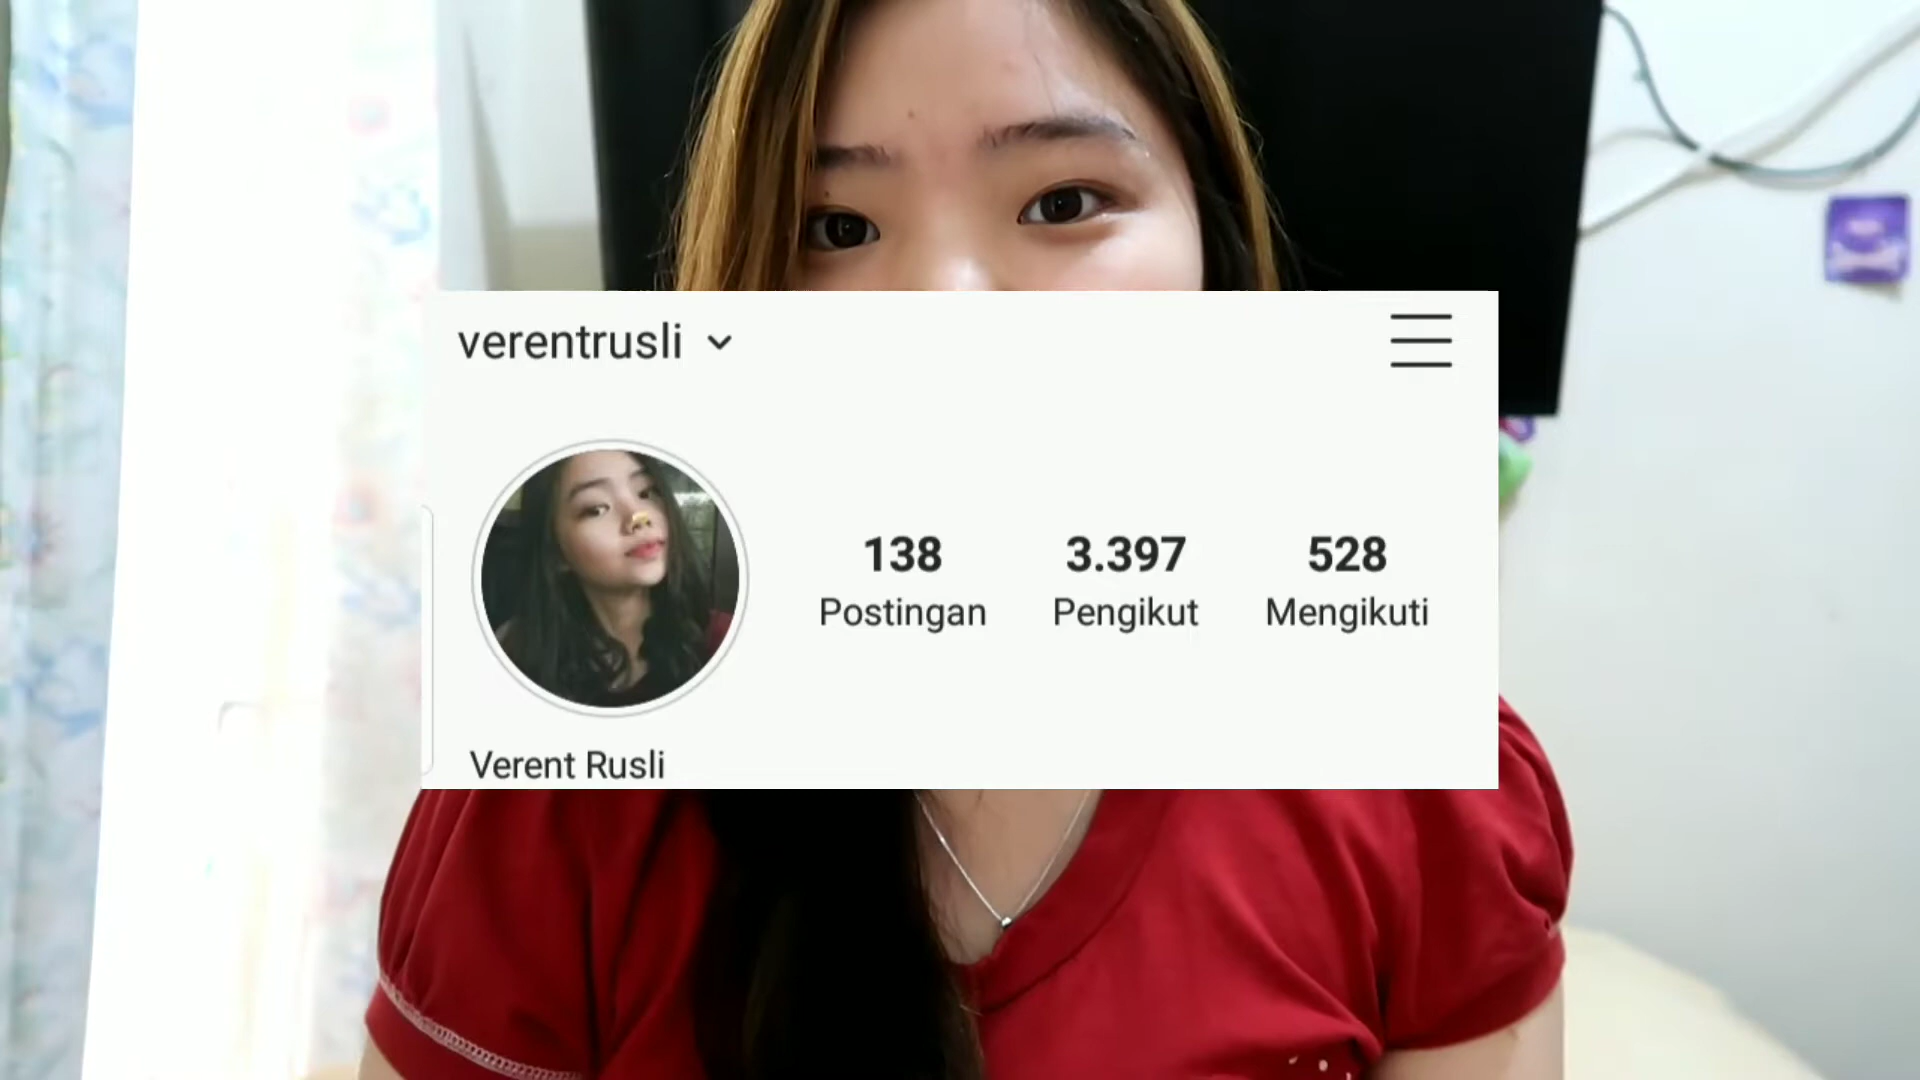 verentrusli
138 3.397 528
Postingan Pengikut Mengikuti
Verent Rusli